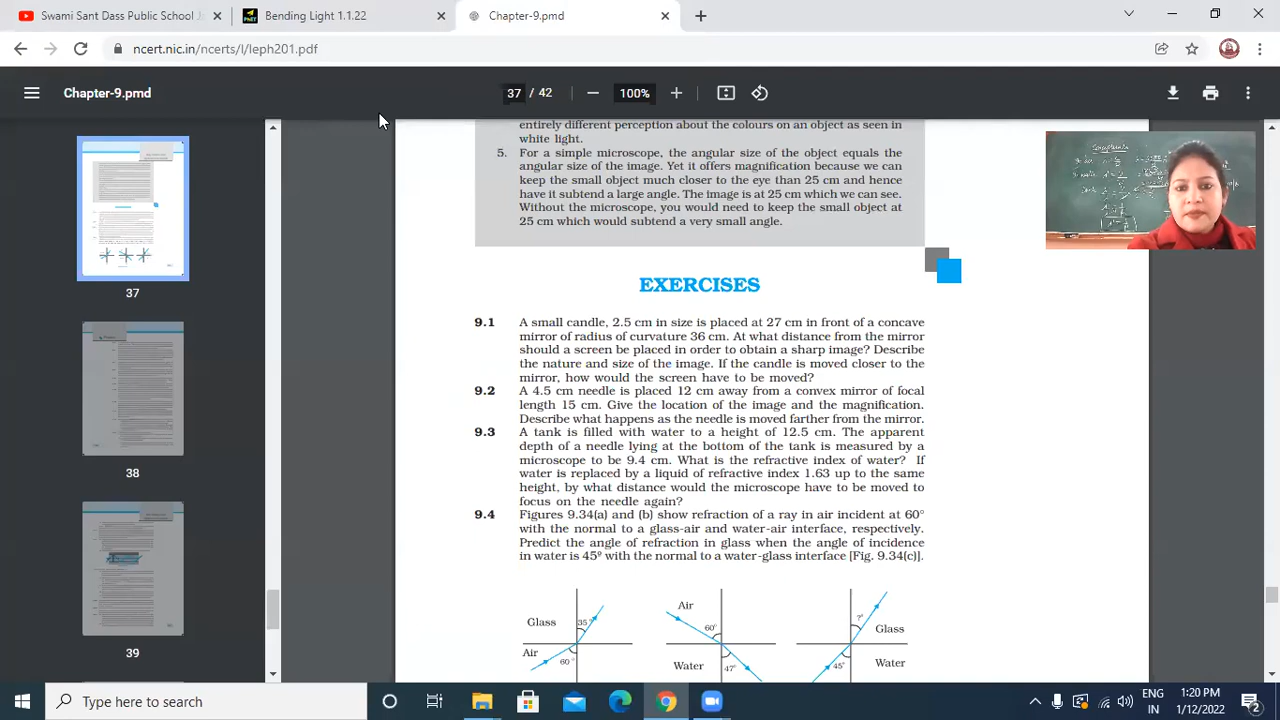 Swami Sant Dass Public School J
Bending Light 1.1.22
Chapter-9.pmd
ncert.nic.in/ncerts/l/leph201.pdf
Chapter-9.pmd
37 / 42
100%
entirely different perception about the colours on an object as seen in
white light.
5. For a simple microscope, the angular size of the object equals the
angular size of the image. Yet it offers magnification because we can
keep the small object much closer to the eye than 25 cm and hence
have it subtend a large angle. The image is at 25 cm which we can see.
Without the microscope, you would need to keep the small object at
25 cm which would subtend a very small angle.
EXERCISES
9.1 A small candle, 2.5 cm in size is placed at 27 cm in front of a concave
mirror of radius of curvature 36 cm. At what distance from the mirror
should a screen be placed in order to obtain a sharp image? Describe
the nature and size of the image. If the candle is moved closer to the
mirror, how would the screen have to be moved?
9.2 A 4.5 cm needle is placed 12 cm away from a convex mirror of focal
length 15 cm. Give the location of the image and the magnification.
Describe what happens as the needle is moved farther from the mirror.
9.3 A tank is filled with water to a height of 12.5 cm. The apparent
depth of a needle lying at the bottom of the tank is measured by a
microscope to be 9.4 cm. What is the refractive index of water? If
water is replaced by a liquid of refractive index 1.63 up to the same
height, by what distance would the microscope have to be moved to
focus on the needle again?
9.4 Figures 9.34(a) and (b) show refraction of a ray in air incident at 60°
with the normal to a glass-air and water-air interface, respectively.
Predict the angle of refraction in glass when the angle of incidence
in water is 45º with the normal to a water-glass interface [Fig. 9.34(c)].
Glass 35° Air 60°
Air 60° Water 47°
? Glass 45° Water
37
38
39
Type here to search
ENG
IN
1:20 PM
1/12/2022
2